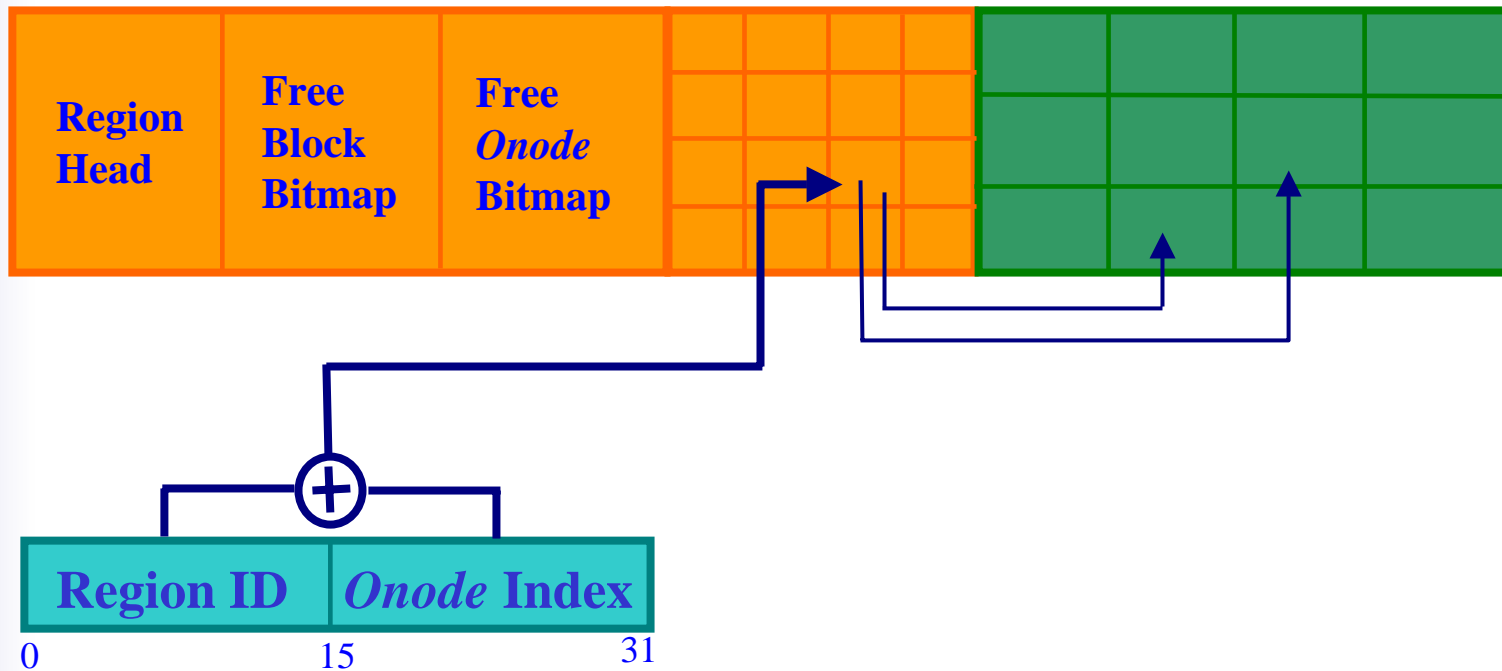 Region
Head
Free
Block
Bitmap
Free
Onode
Bitmap
Region ID
Onode Index
0
15
31